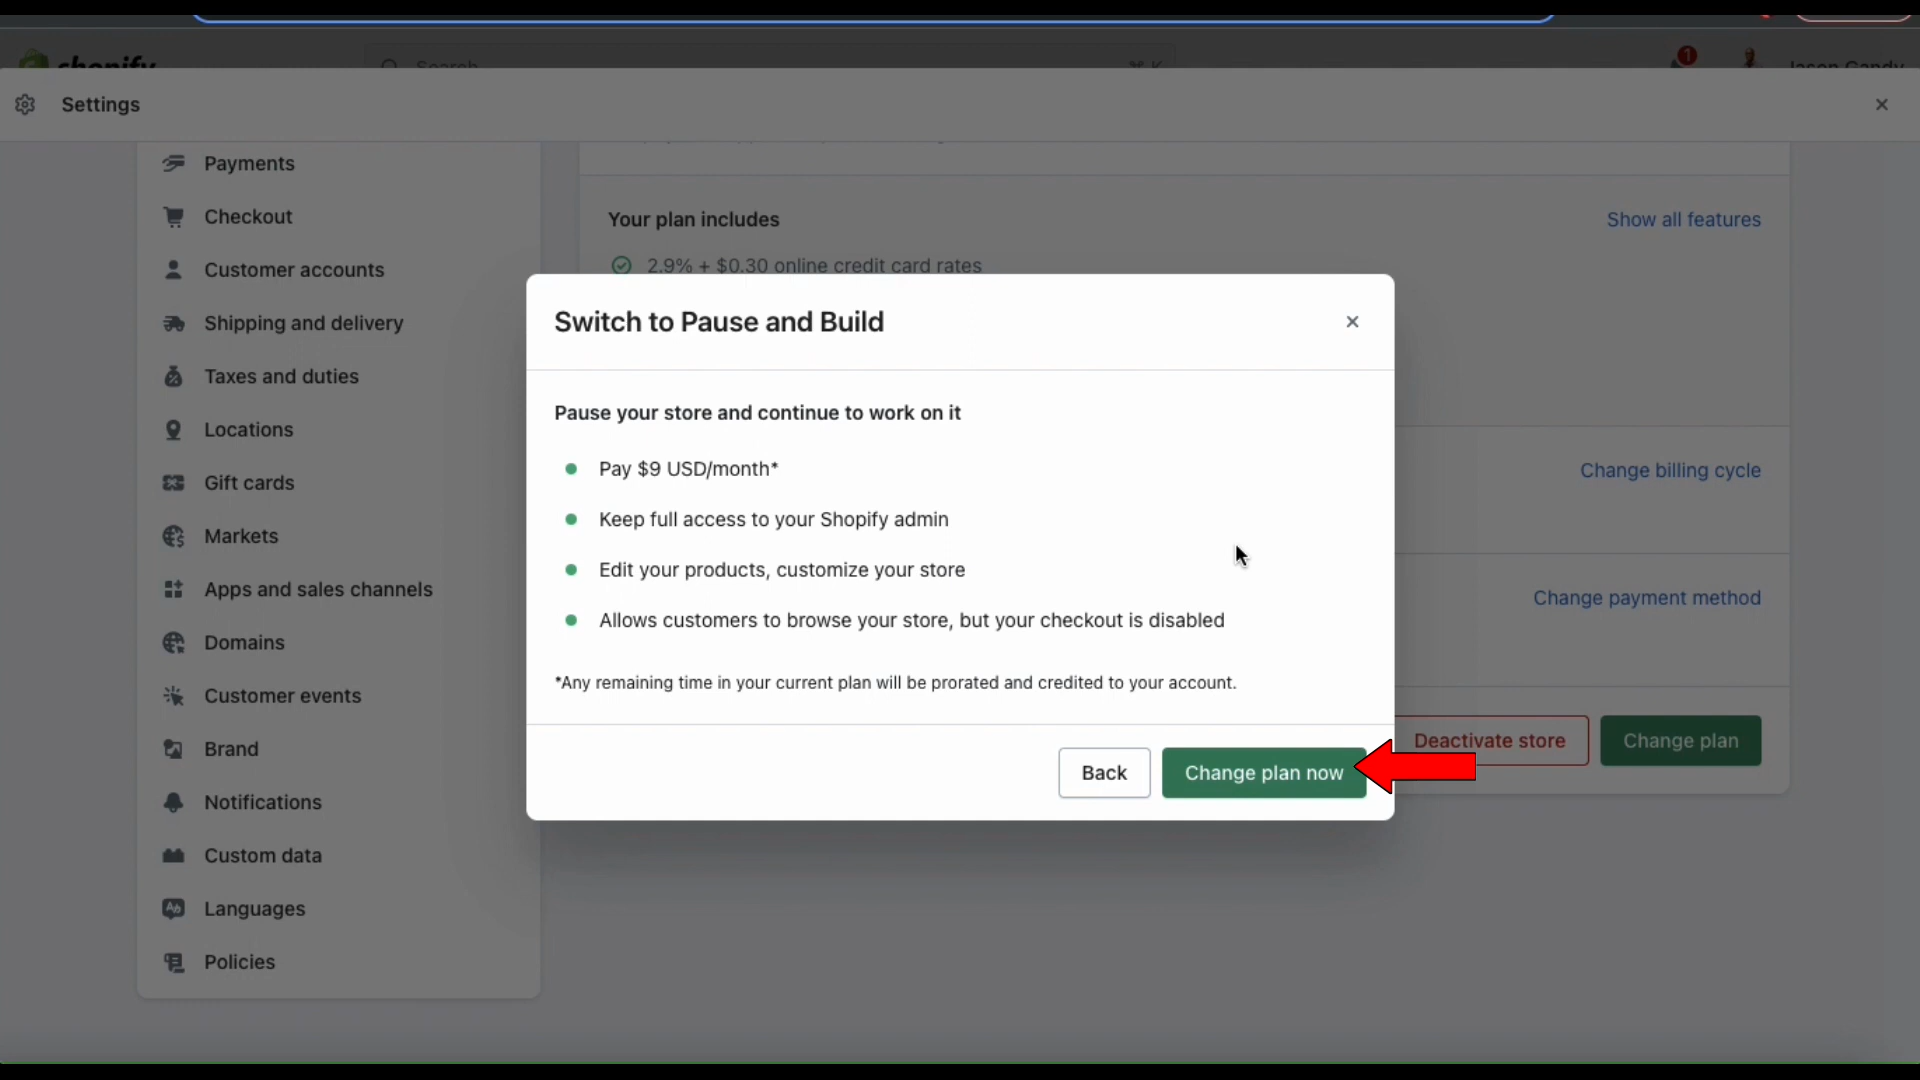 shopify
Search
⌘ K
1
Jason Gandy
Settings
Payments
Checkout
Customer accounts
Shipping and delivery
Taxes and duties
Locations
Gift cards
Markets
Apps and sales channels
Domains
Customer events
Brand
Notifications
Custom data
Languages
Policies
Your plan includes
Show all features
2.9% + $0.30 online credit card rates
Switch to Pause and Build
Pause your store and continue to work on it
Pay $9 USD/month*
Keep full access to your Shopify admin
Edit your products, customize your store
Allows customers to browse your store, but your checkout is disabled
*Any remaining time in your current plan will be prorated and credited to your account.
Back
Change plan now
Change billing cycle
Change payment method
Deactivate store
Change plan